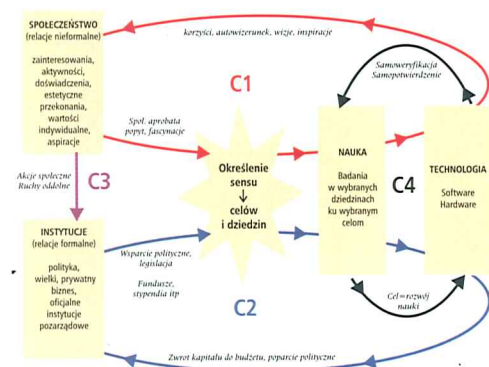 SPOŁECZEŃSTWO
(relacje nieformalne)
zainteresowania,
aktywności,
doświadczenia,
estetyczne
przekonania,
wartości
indywidualne,
aspiracje
korzyści, autowizerunek, wizje, inspiracje
C1
Społ. aprobata
popyt, fascynacje
Samoweryfikacja
Samopotwierdzenie
Akcje społeczne
Ruchy oddolne
C3
Określenie
sensu
↓
celów
i dziedzin
NAUKA
Badania
w wybranych
dziedzinach
ku wybranym
celom
C4
TECHNOLOGIA
Software
Hardware
INSTYTUCJE
(relacje formalne)
polityka,
wielki, prywatny
biznes,
oficjalne
instytucje
pozarządowe
Wsparcie polityczne,
legislacja
Fundusze,
stypendia itp
C2
Cel=rozwój
nauki
Zwrot kapitału do budżetu, poparcie polityczne